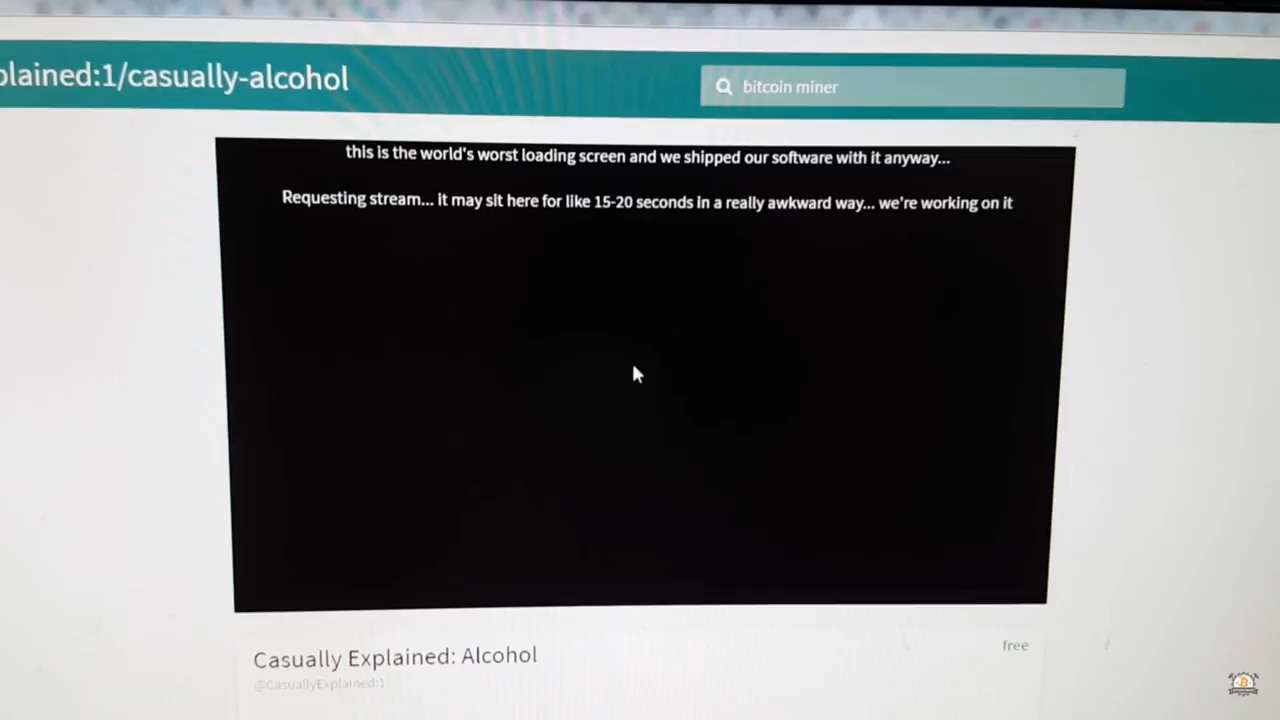 plained:1/casually-alcohol
bitcoin miner
this is the world's worst loading screen and we shipped our software with it anyway...
Requesting stream... it may sit here for like 15-20 seconds in a really awkward way... we're working on it
Casually Explained: Alcohol
free
@CasuallyExplained:1